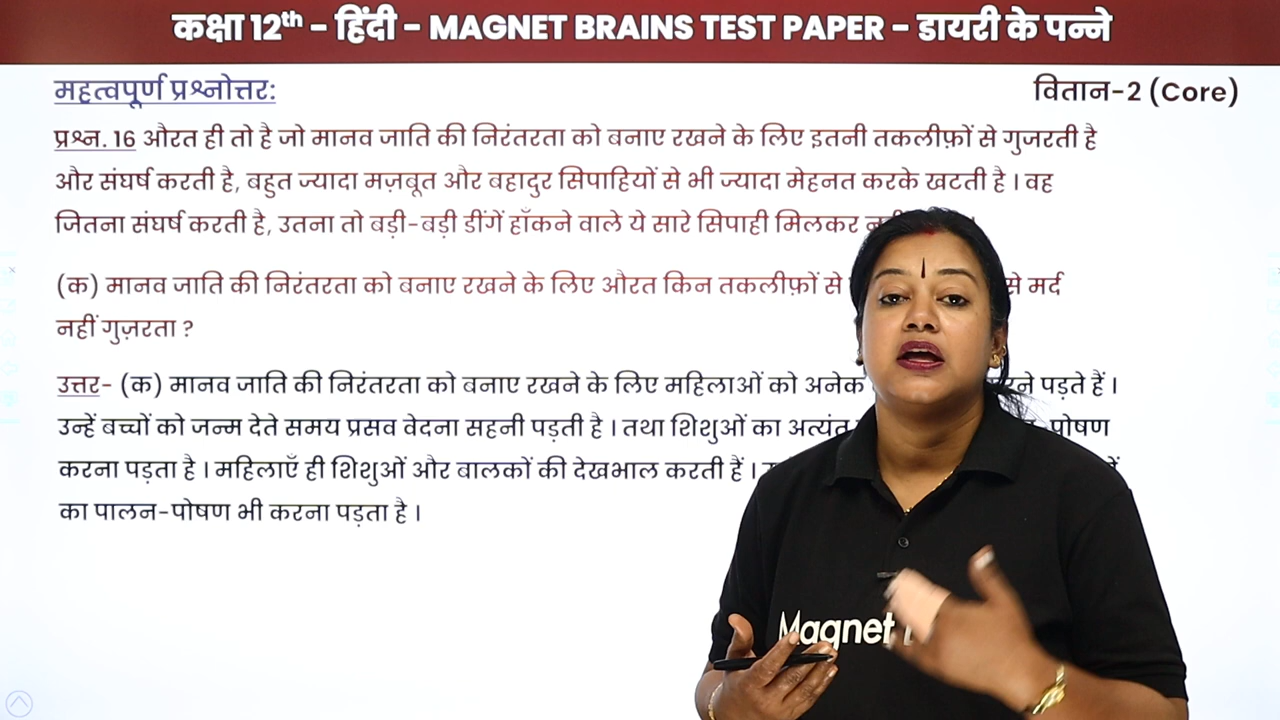 कक्षा 12th - हिंदी - MAGNET BRAINS TEST PAPER - डायरी के पन्ने
महत्वपूर्ण प्रश्नोत्तर:
वितान-2 (Core)
प्रश्न. 16 औरत ही तो है जो मानव जाति की निरंतरता को बनाए रखने के लिए इतनी तकलीफ़ों से गुजरती है
और संघर्ष करती है, बहुत ज्यादा मज़बूत और बहादुर सिपाहियों से भी ज्यादा मेहनत करके खटती है । वह
जितना संघर्ष करती है, उतना तो बड़ी-बड़ी डींगें हाँकने वाले ये सारे सिपाही मिलकर
(क) मानव जाति की निरंतरता को बनाए रखने के लिए औरत किन तकलीफ़ों से से मर्द
नहीं गुज़रता ?
उत्तर- (क) मानव जाति की निरंतरता को बनाए रखने के लिए महिलाओं को अनेक पड़ते हैं ।
उन्हें बच्चों को जन्म देते समय प्रसव वेदना सहनी पड़ती है । तथा शिशुओं का अत्यंत पोषण
करना पड़ता है । महिलाएँ ही शिशुओं और बालकों की देखभाल करती हैं ।
का पालन-पोषण भी करना पड़ता है ।
Magnet